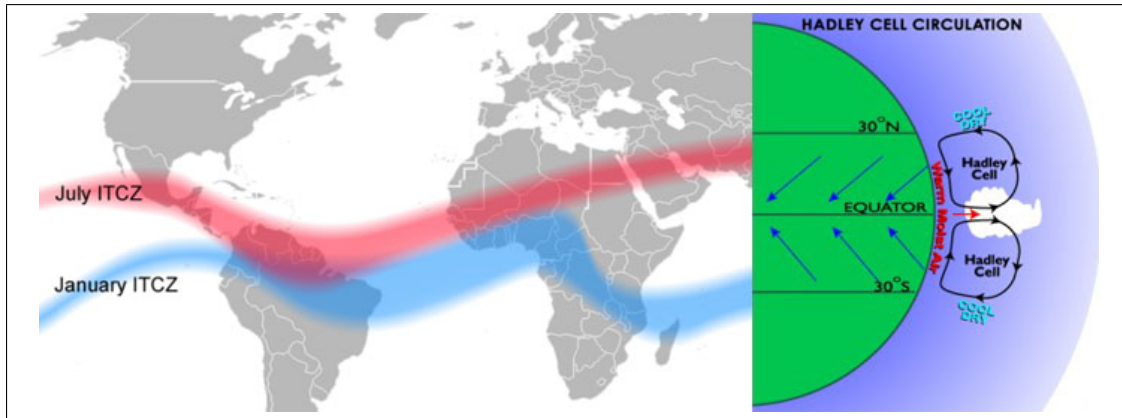 July ITCZ
January ITCZ
HADLEY CELL CIRCULATION
30°N
EQUATOR
30°S
COOL
DRY
Hadley
Cell
Warm Moist Air
Hadley
Cell
COOL
DRY